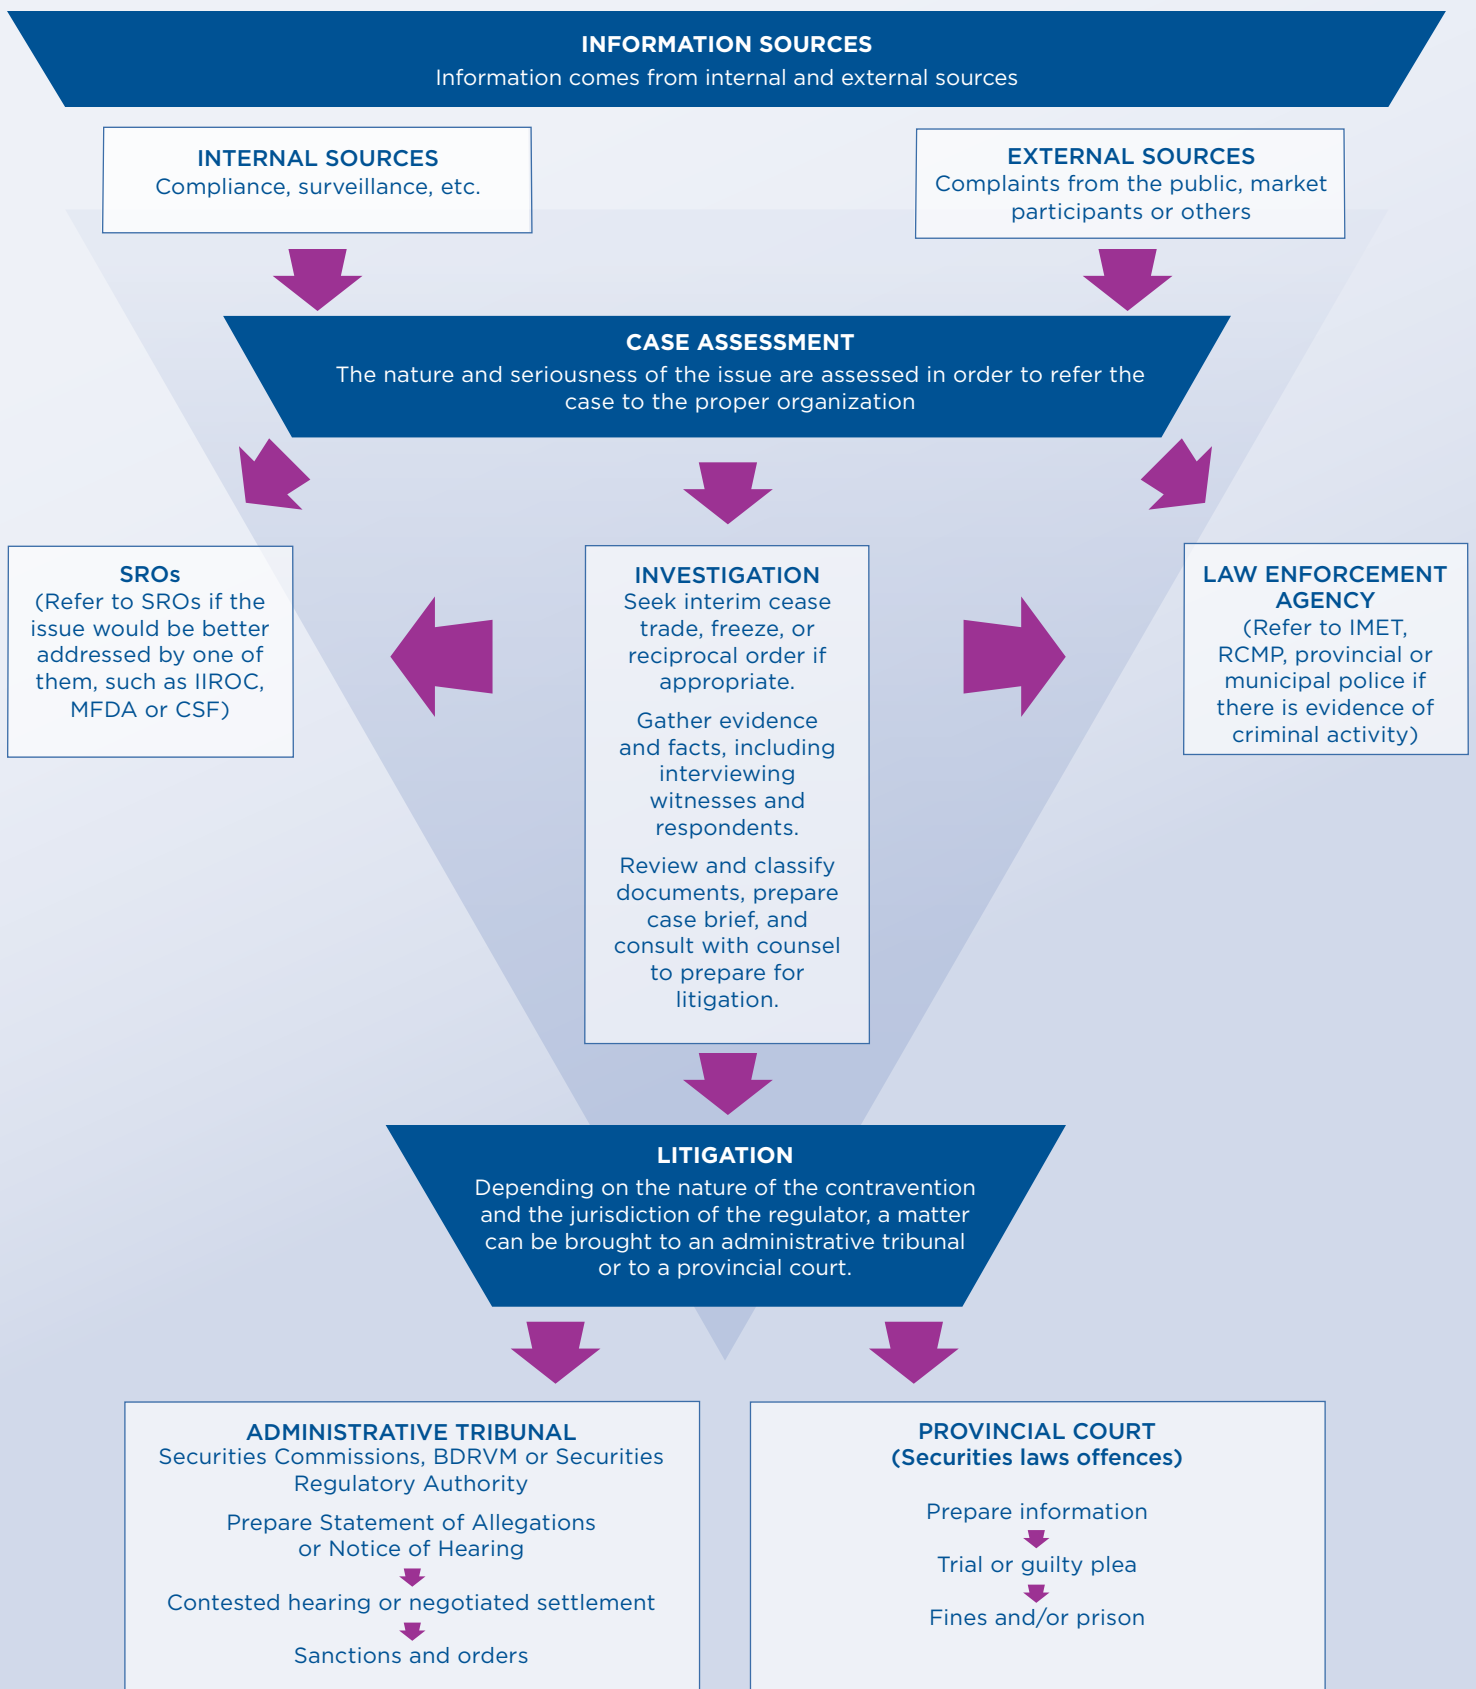 INFORMATION SOURCES
Information comes from internal and external sources
INTERNAL SOURCES
Compliance, surveillance, etc.
EXTERNAL SOURCES
Complaints from the public, market
participants or others
CASE ASSESSMENT
The nature and seriousness of the issue are assessed in order to refer the
case to the proper organization
SROs
(Refer to SROs if the
issue would be better
addressed by one of
them, such as IIROC,
MFDA or CSF)
INVESTIGATION
Seek interim cease
trade, freeze, or
reciprocal order if
appropriate.
Gather evidence
and facts, including
interviewing
witnesses and
respondents.
Review and classify
documents, prepare
case brief, and
consult with counsel
to prepare for
litigation.
LAW ENFORCEMENT
AGENCY
(Refer to IMET,
RCMP, provincial or
municipal police if
there is evidence of
criminal activity)
LITIGATION
Depending on the nature of the contravention
and the jurisdiction of the regulator, a matter
can be brought to an administrative tribunal
or to a provincial court.
ADMINISTRATIVE TRIBUNAL
Securities Commissions, BDRVM or Securities
Regulatory Authority
Prepare Statement of Allegations
or Notice of Hearing
Contested hearing or negotiated settlement
Sanctions and orders
PROVINCIAL COURT
(Securities laws offences)
Prepare information
Trial or guilty plea
Fines and/or prison